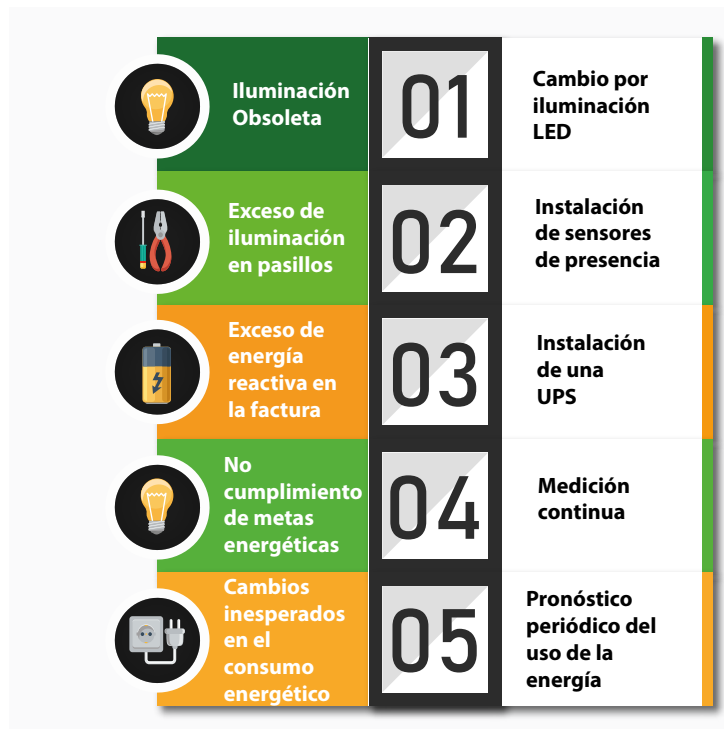 Iluminación
Obsoleta
01
Cambio por
iluminación
LED
Exceso de
iluminación
en pasillos
02
Instalación
de sensores
de presencia
Exceso de
energía
reactiva en
la factura
03
Instalación
de una
UPS
No
cumplimiento
de metas
energéticas
04
Medición
continua
Cambios
inesperados
en el
consumo
energético
05
Pronóstico
periódico del
uso de la
energía